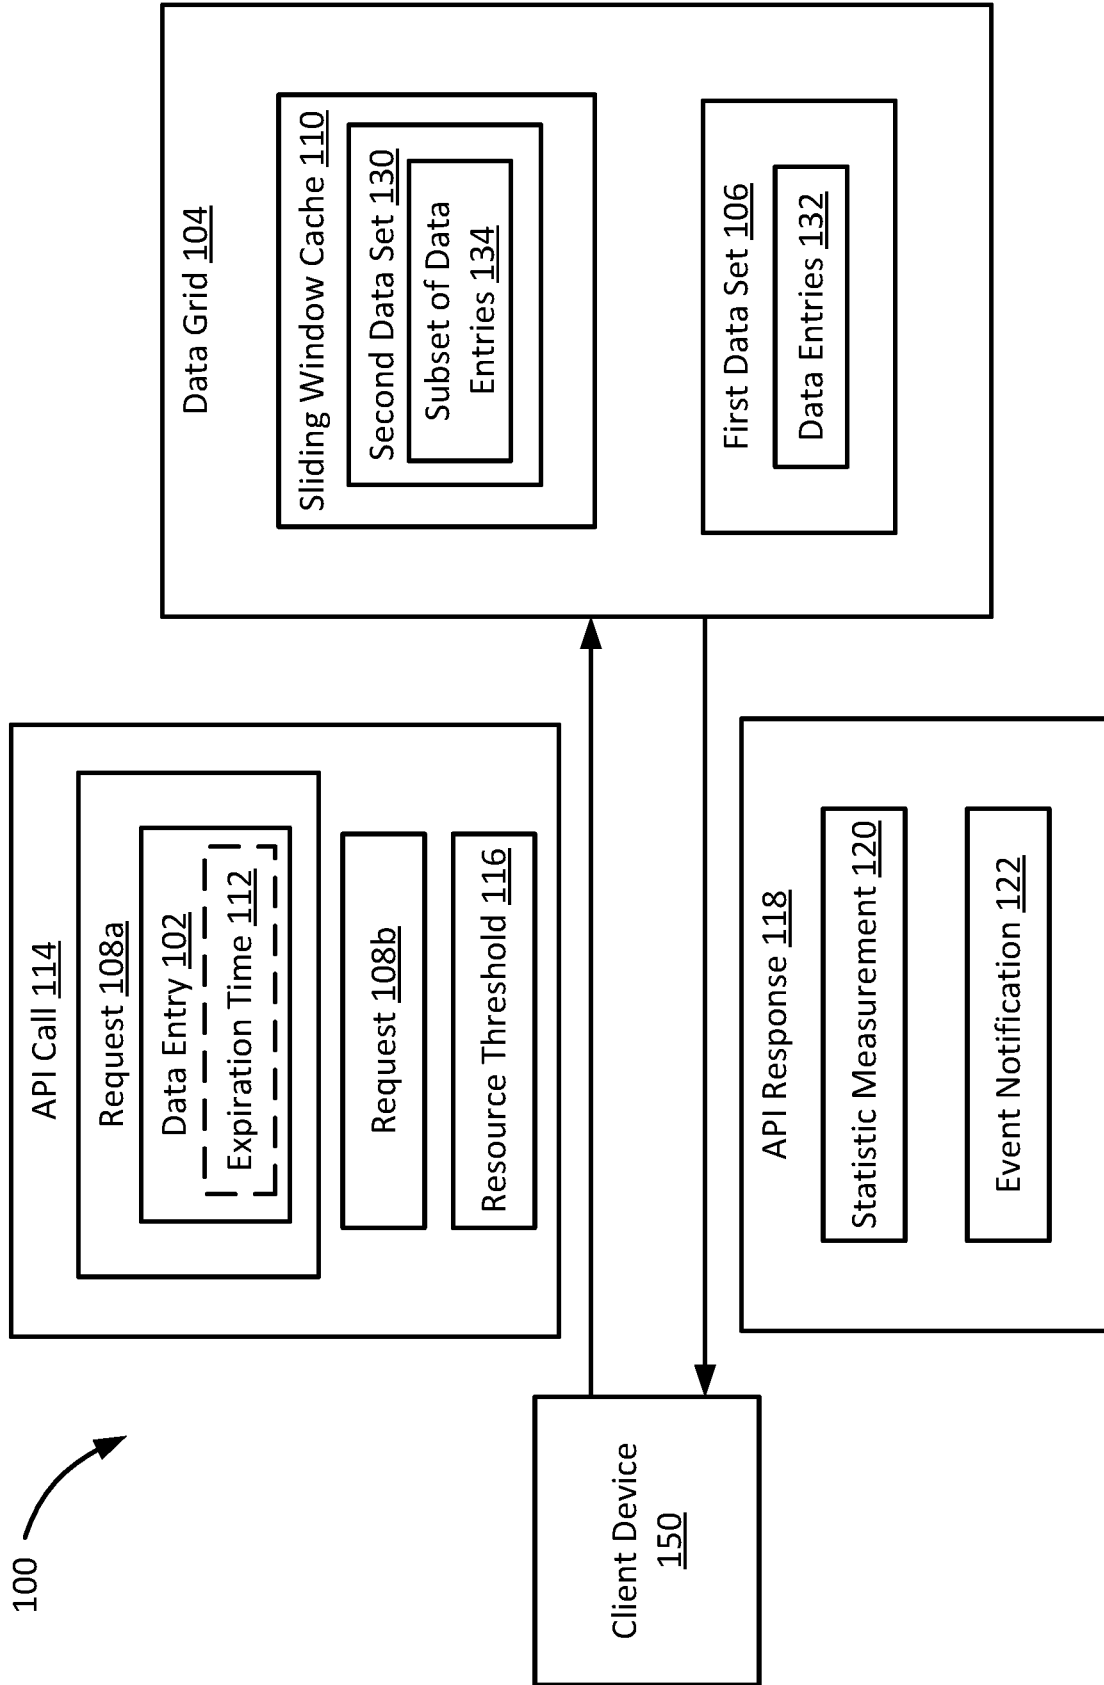 100
API Call 114
Request 108a
Data Entry 102
Expiration Time 112
Request 108b
Resource Threshold 116
Client Device
150
API Response 118
Statistic Measurement 120
Event Notification 122
Data Grid 104
Sliding Window Cache 110
Second Data Set 130
Subset of Data
Entries 134
First Data Set 106
Data Entries 132